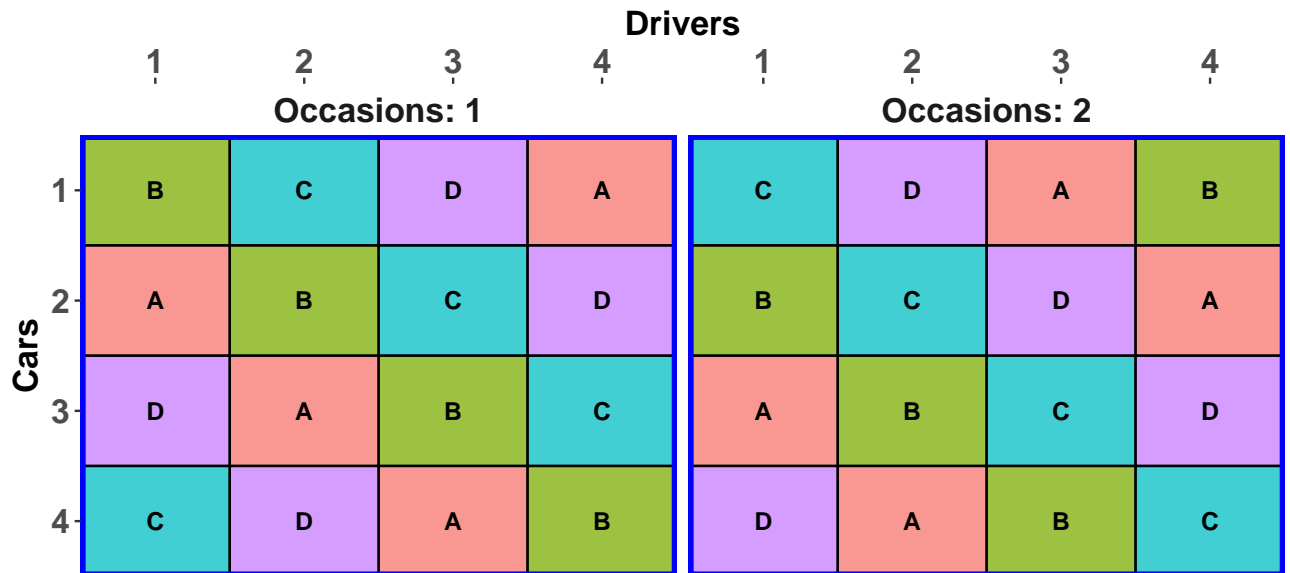 Drivers
1 2 3 4 1 2 3 4
Occasions: 1 Occasions: 2
1 B C D A C D A B
2 A B C D B C D A
Cars
3 D A B C A B C D
4 C D A B D A B C